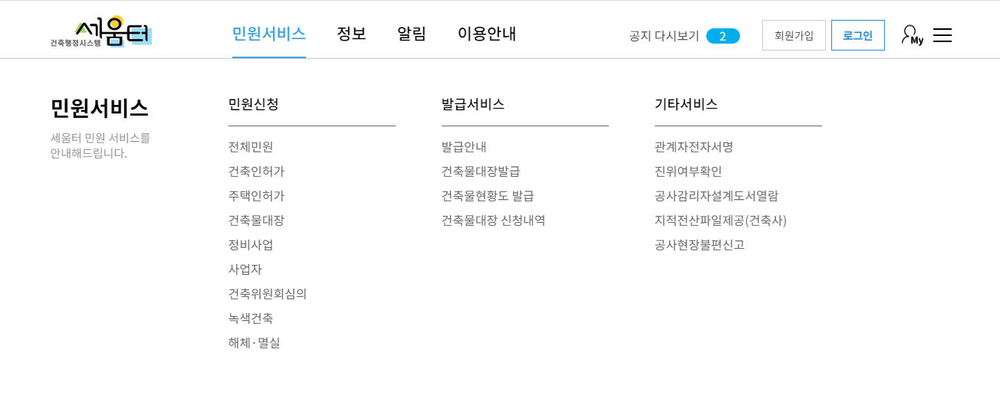 세움터
건축행정시스템
민원서비스
정보
알림
이용안내
공지 다시보기 2
회원가입
로그인
My
민원서비스
세움터 민원 서비스를
안내해드립니다.
민원신청
전체민원
건축인허가
주택인허가
건축물대장
정비사업
사업자
건축위원회심의
녹색건축
해체·멸실
발급서비스
발급안내
건축물대장발급
건축물현황도 발급
건축물대장 신청내역
기타서비스
관계자전자서명
진위여부확인
공사감리자설계도서열람
지적전산파일제공(건축사)
공사현장불편신고